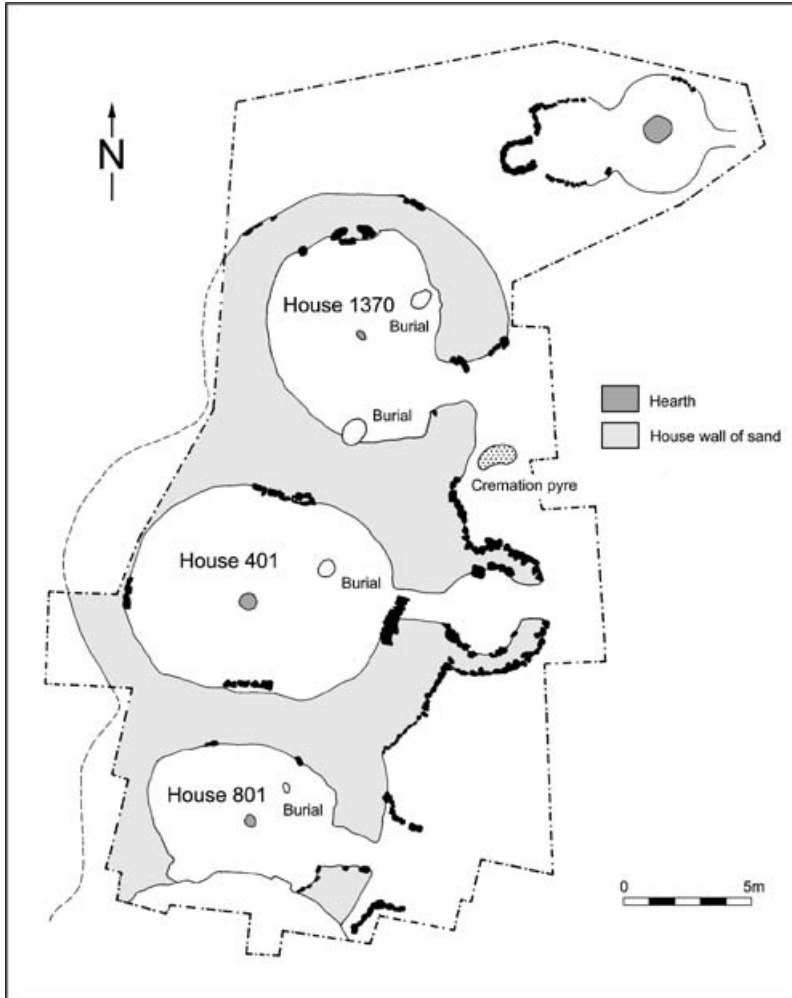 N
House 1370
Burial
Burial
Hearth
House wall of sand
Cremation pyre
House 401
Burial
House 801
Burial
0 5m